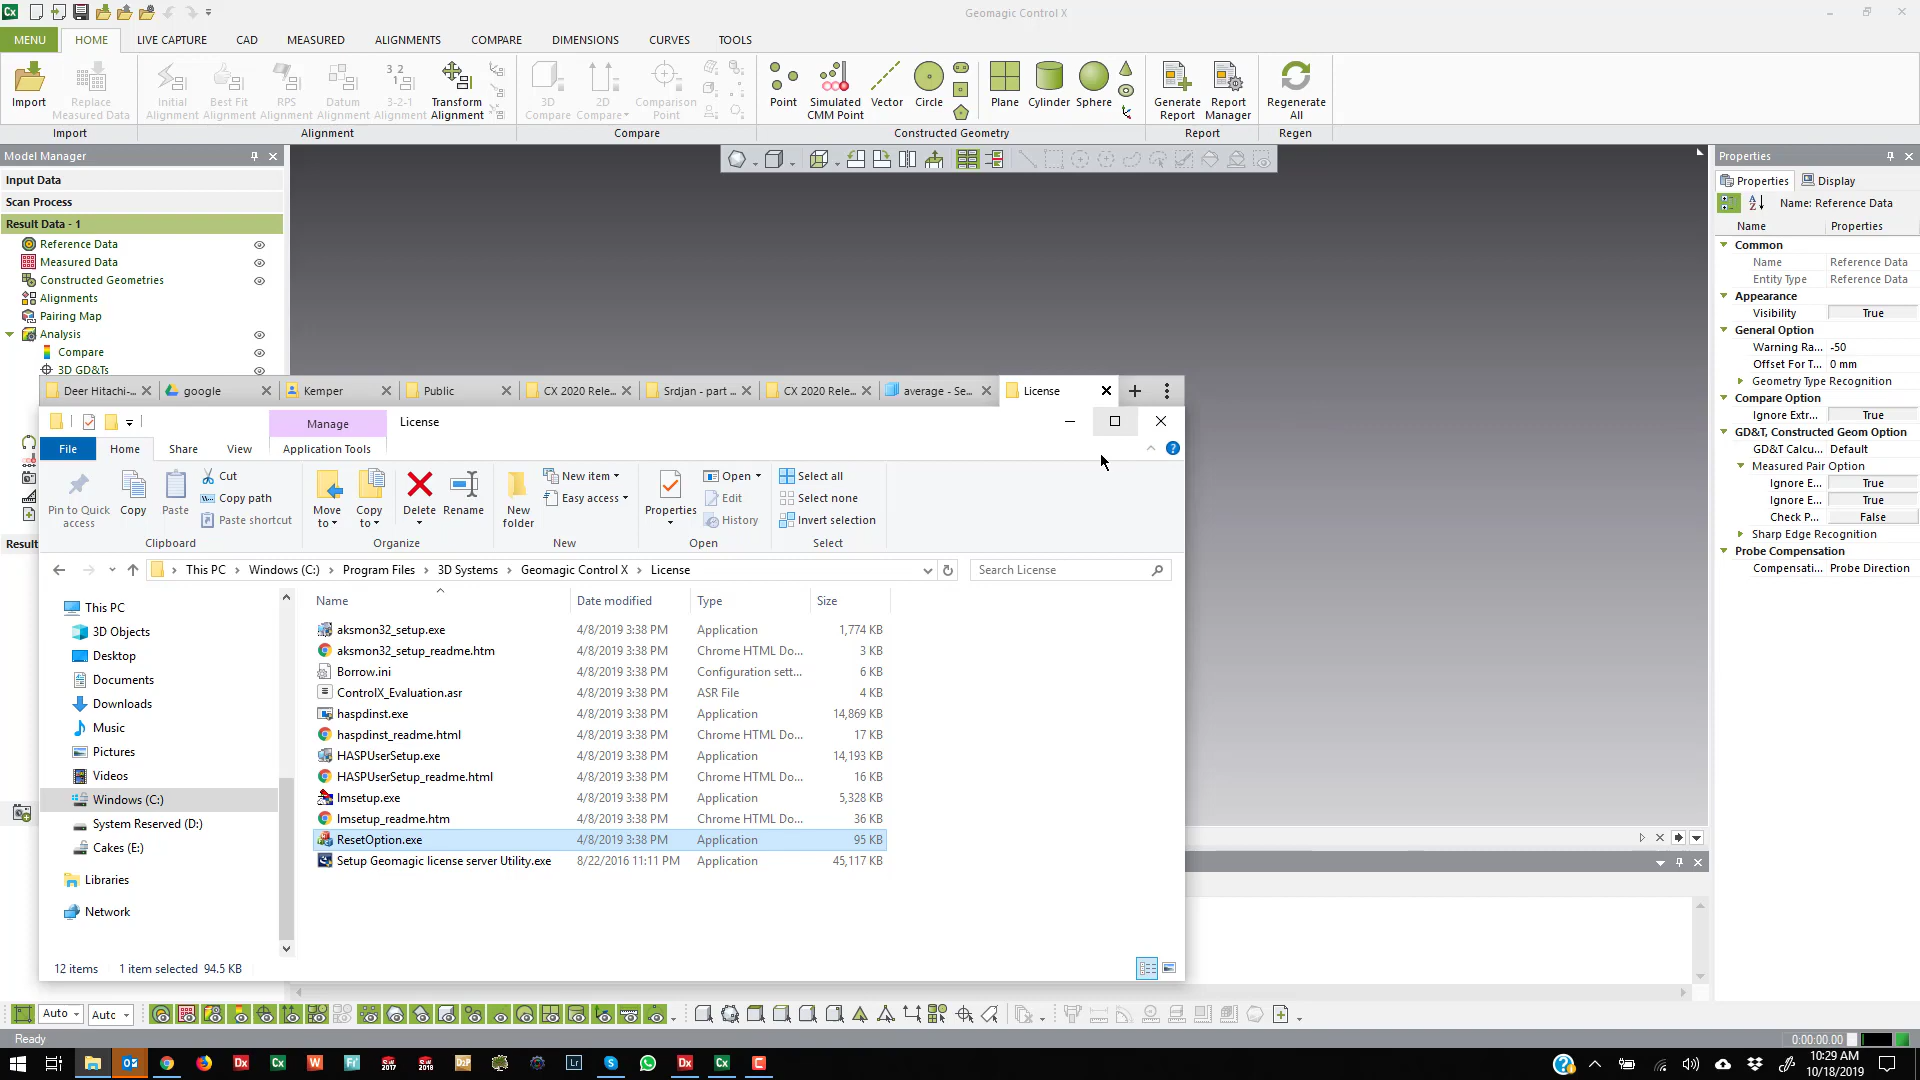 Geomagic Control X
MENU HOME LIVE CAPTURE CAD MEASURED ALIGNMENTS COMPARE DIMENSIONS CURVES TOOLS
Import Replace Measured Data Initial Alignment Best Fit Alignment RPS Alignment Datum Alignment 3-2-1 Alignment Transform Alignment 3D Compare 2D Compare Comparison Point Point Simulated CMM Point Vector Circle Plane Cylinder Sphere Generate Report Report Manager Regenerate All
Import Alignment Compare Constructed Geometry Report Regen
Model Manager
Input Data
Scan Process
Result Data - 1
Reference Data
Measured Data
Constructed Geometries
Alignments
Pairing Map
Analysis
Compare
3D GD&Ts
Result
Properties
Properties Display
Name: Reference Data
Name Properties
Common
Name Reference Data
Entity Type Reference Data
Appearance
Visibility True
General Option
Warning Ra... -50
Offset For T... 0 mm
Geometry Type Recognition
Compare Option
Ignore Extr... True
GD&T, Constructed Geom Option
GD&T Calcu... Default
Measured Pair Option
Ignore E... True
Ignore E... True
Check P... False
Sharp Edge Recognition
Probe Compensation
Compensati... Probe Direction
Deer Hitachi-... google Kemper Public CX 2020 Rele... Srdjan - part ... CX 2020 Rele... average - Se... License
Manage License
File Home Share View Application Tools
Pin to Quick access Copy Paste Cut Copy path Paste shortcut Move to Copy to Delete Rename New folder New item Easy access Properties Open Edit History Select all Select none Invert selection
Clipboard Organize New Open Select
This PC Windows (C:) Program Files 3D Systems Geomagic Control X License Search License
This PC
3D Objects
Desktop
Documents
Downloads
Music
Pictures
Videos
Windows (C:)
System Reserved (D:)
Cakes (E:)
Libraries
Network
Name Date modified Type Size
aksmon32_setup.exe 4/8/2019 3:38 PM Application 1,774 KB
aksmon32_setup_readme.htm 4/8/2019 3:38 PM Chrome HTML Do... 3 KB
Borrow.ini 4/8/2019 3:38 PM Configuration sett... 6 KB
ControlX_Evaluation.asr 4/8/2019 3:38 PM ASR File 4 KB
haspdinst.exe 4/8/2019 3:38 PM Application 14,869 KB
haspdinst_readme.html 4/8/2019 3:38 PM Chrome HTML Do... 17 KB
HASPUserSetup.exe 4/8/2019 3:38 PM Application 14,193 KB
HASPUserSetup_readme.html 4/8/2019 3:38 PM Chrome HTML Do... 16 KB
lmsetup.exe 4/8/2019 3:38 PM Application 5,328 KB
lmsetup_readme.htm 4/8/2019 3:38 PM Chrome HTML Do... 36 KB
ResetOption.exe 4/8/2019 3:38 PM Application 95 KB
Setup Geomagic license server Utility.exe 8/22/2016 11:11 PM Application 45,117 KB
12 items 1 item selected 94.5 KB
Auto Autc
Ready
0:00:00.00
10:29 AM
10/18/2019